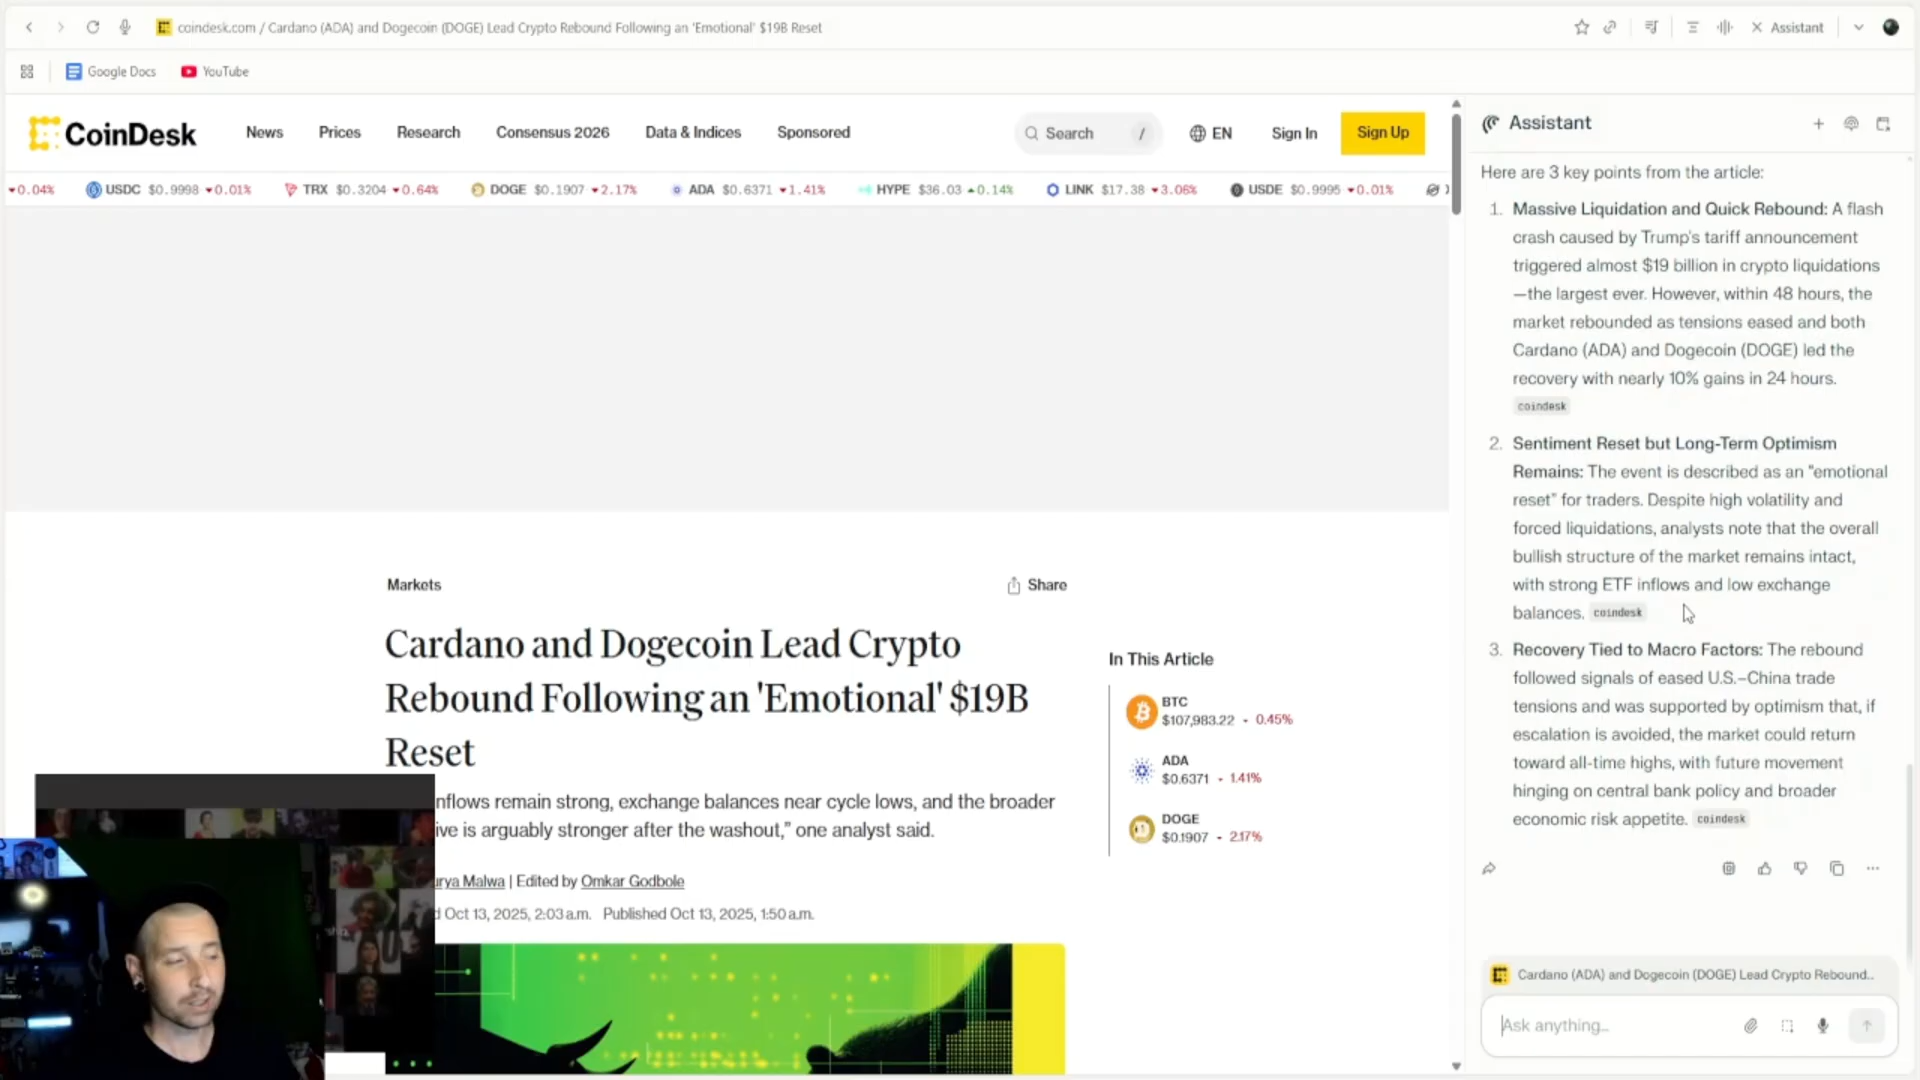 coindesk.com / Cardano (ADA) and Dogecoin (DOGE) Lead Crypto Rebound Following an 'Emotional' $19B Reset
Assistant
Google Docs
YouTube
CoinDesk
News
Prices
Research
Consensus 2026
Data & Indices
Sponsored
Search /
EN
Sign In
Sign Up
▾0.04%
USDC $0.9998 ▾0.01%
TRX $0.3204 ▾0.64%
DOGE $0.1907 ▾2.17%
ADA $0.6371 ▾1.41%
HYPE $36.03 ▴0.14%
LINK $17.38 ▾3.06%
USDE $0.9995 ▾0.01%
Markets
Share
Cardano and Dogecoin Lead Crypto
Rebound Following an 'Emotional' $19B
Reset
nflows remain strong, exchange balances near cycle lows, and the broader
ive is arguably stronger after the washout,” one analyst said.
urya Malwa | Edited by Omkar Godbole
d Oct 13, 2025, 2:03 a.m. Published Oct 13, 2025, 1:50 a.m.
In This Article
BTC
$107,983.22 • 0.45%
ADA
$0.6371 • 1.41%
DOGE
$0.1907 • 2.17%
Assistant
Here are 3 key points from the article:
1. Massive Liquidation and Quick Rebound: A flash
crash caused by Trump's tariff announcement
triggered almost $19 billion in crypto liquidations
—the largest ever. However, within 48 hours, the
market rebounded as tensions eased and both
Cardano (ADA) and Dogecoin (DOGE) led the
recovery with nearly 10% gains in 24 hours.
coindesk
2. Sentiment Reset but Long-Term Optimism
Remains: The event is described as an "emotional
reset" for traders. Despite high volatility and
forced liquidations, analysts note that the overall
bullish structure of the market remains intact,
with strong ETF inflows and low exchange
balances. coindesk
3. Recovery Tied to Macro Factors: The rebound
followed signals of eased U.S.–China trade
tensions and was supported by optimism that, if
escalation is avoided, the market could return
toward all-time highs, with future movement
hinging on central bank policy and broader
economic risk appetite. coindesk
Cardano (ADA) and Dogecoin (DOGE) Lead Crypto Rebound...
Ask anything...